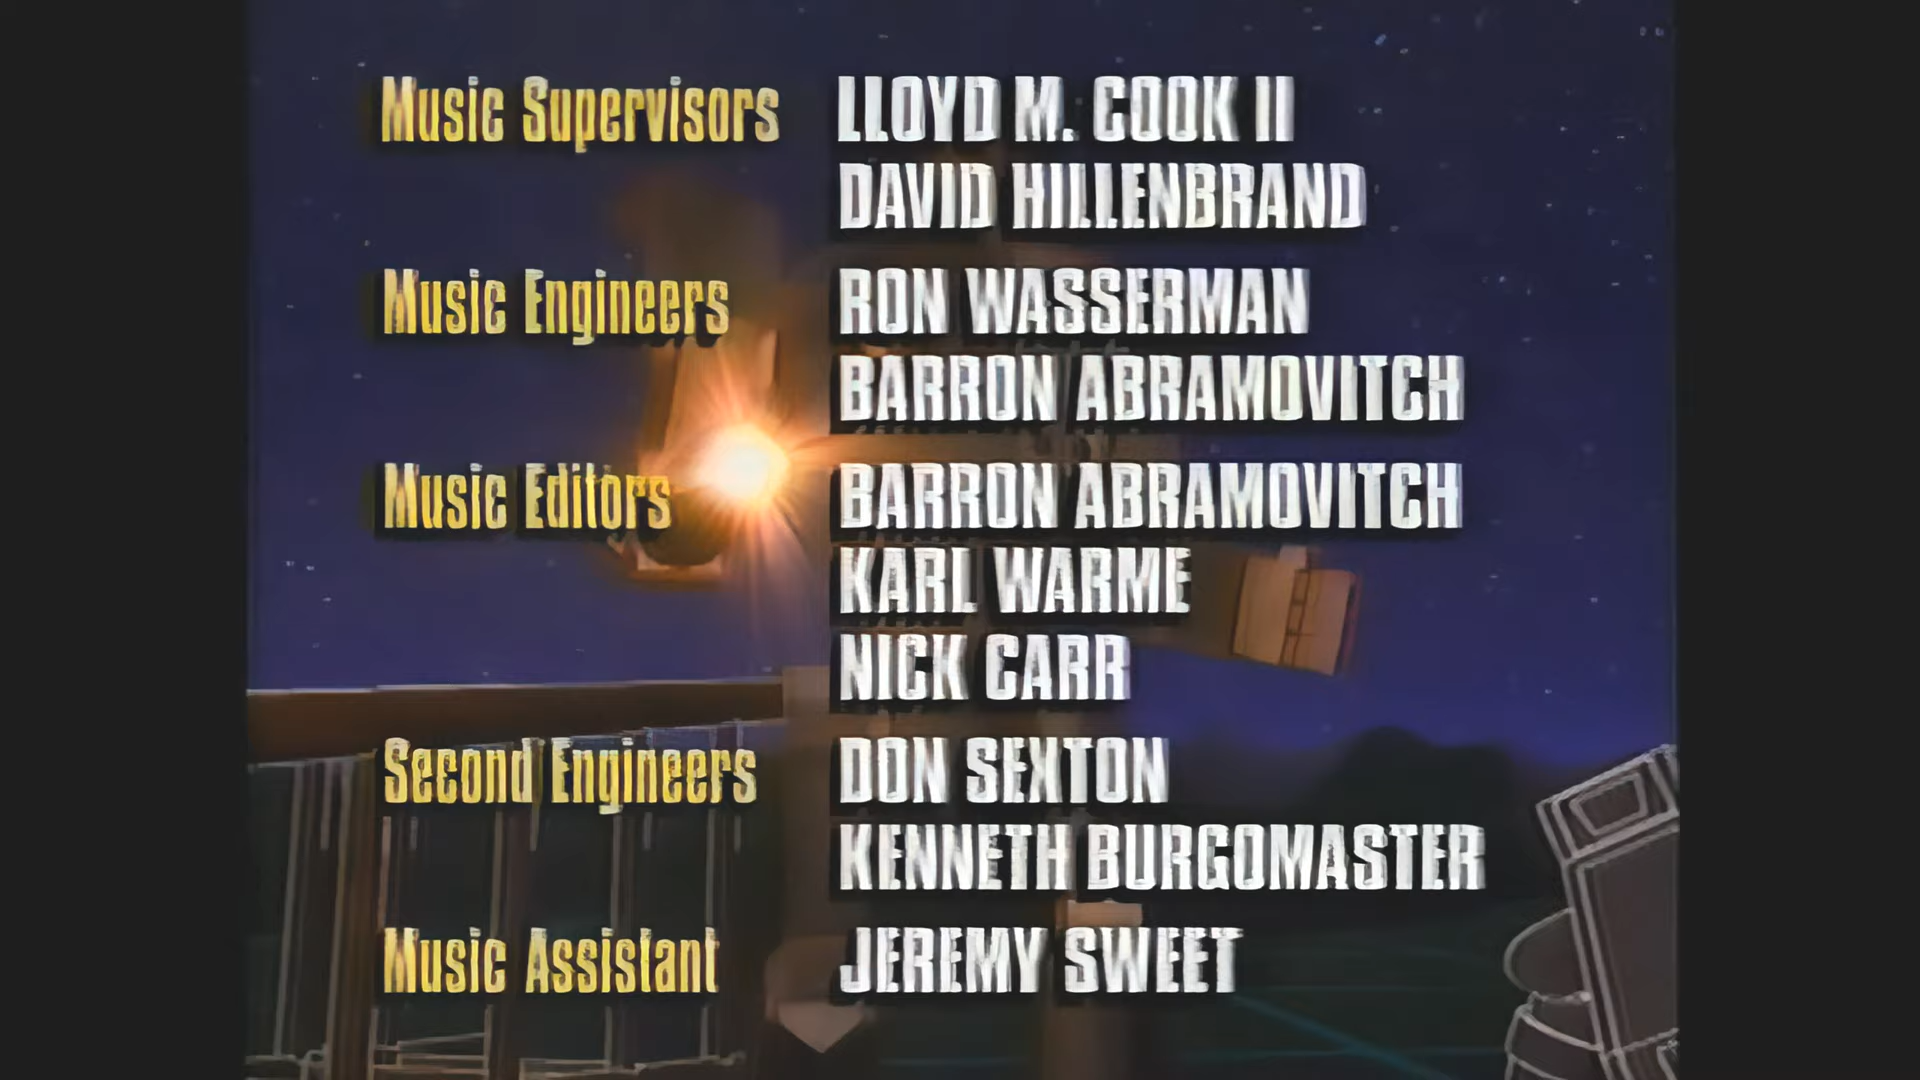 Music Supervisors LLOYD M. COOK II
DAVID HILLENBRAND
Music Engineers RON WASSERMAN
BARRON ABRAMOVITCH
Music Editors BARRON ABRAMOVITCH
KARL WARME
NICK CARR
Second Engineers DON SEXTON
KENNETH BURGOMASTER
Music Assistant JEREMY SWEET